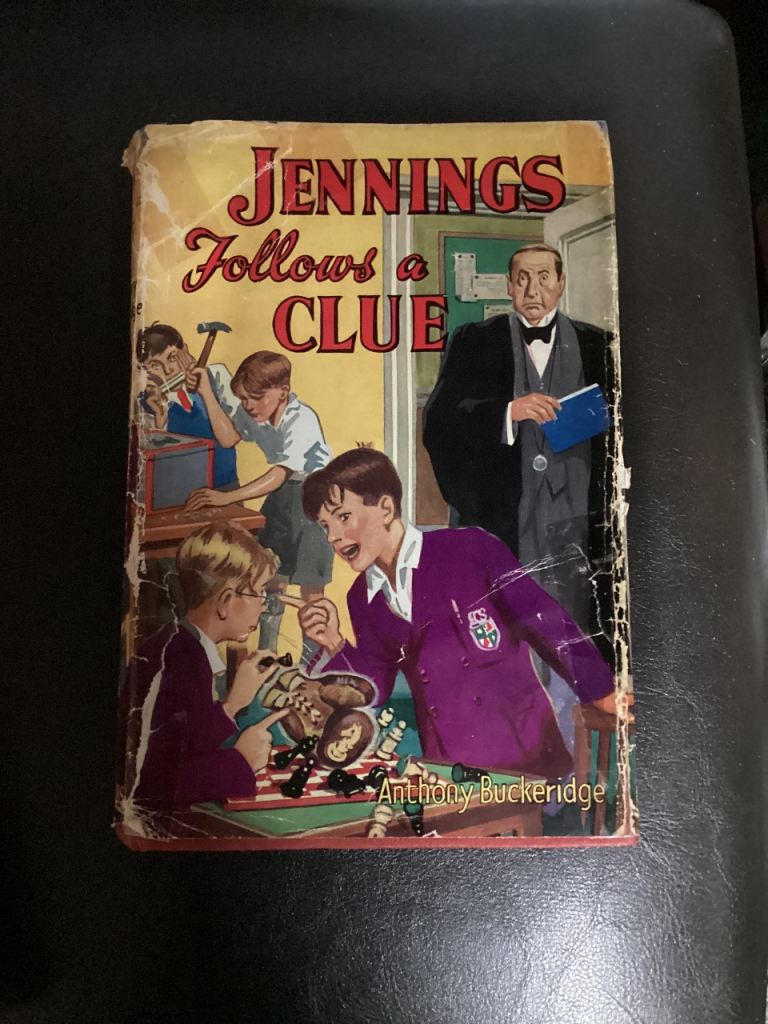 JENNINGS
Follows a
CLUE
Anthony Buckeridge